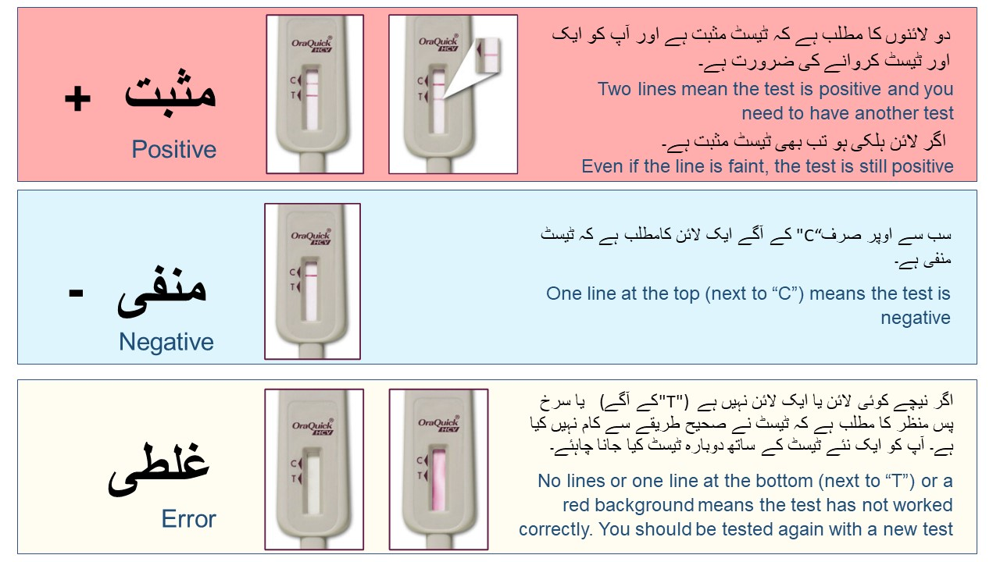 مثبت +
Positive
OraQuick®
HCV
C
T
OraQuick®
HCV
C
T
دو لائنوں کا مطلب ہے کہ ٹیسٹ مثبت ہے اور آپ کو ایک
اور ٹیسٹ کروانے کی ضرورت ہے۔
Two lines mean the test is positive and you
need to have another test
اگر لائن ہلکی ہو تب بھی ٹیسٹ مثبت ہے۔
Even if the line is faint, the test is still positive
منفی -
Negative
OraQuick®
HCV
C
T
سب سے اوپر صرف“C" کے آگے ایک لائن کامطلب ہے کہ ٹیسٹ
منفی ہے۔
One line at the top (next to “C”) means the test is
negative
غلطی
Error
OraQuick®
HCV
C
T
OraQuick®
HCV
C
T
اگر نیچے کوئی لائن یا ایک لائن نہیں ہے ("T"کے آگے) یا سرخ
پس منظر کا مطلب ہے کہ ٹیسٹ نے صحیح طریقے سے کام نہیں کیا
ہے۔ آپ کو ایک نئے ٹیسٹ کے ساتھ دوبارہ ٹیسٹ کیا جانا چاہئے۔
No lines or one line at the bottom (next to “T”) or a
red background means the test has not worked
correctly. You should be tested again with a new test